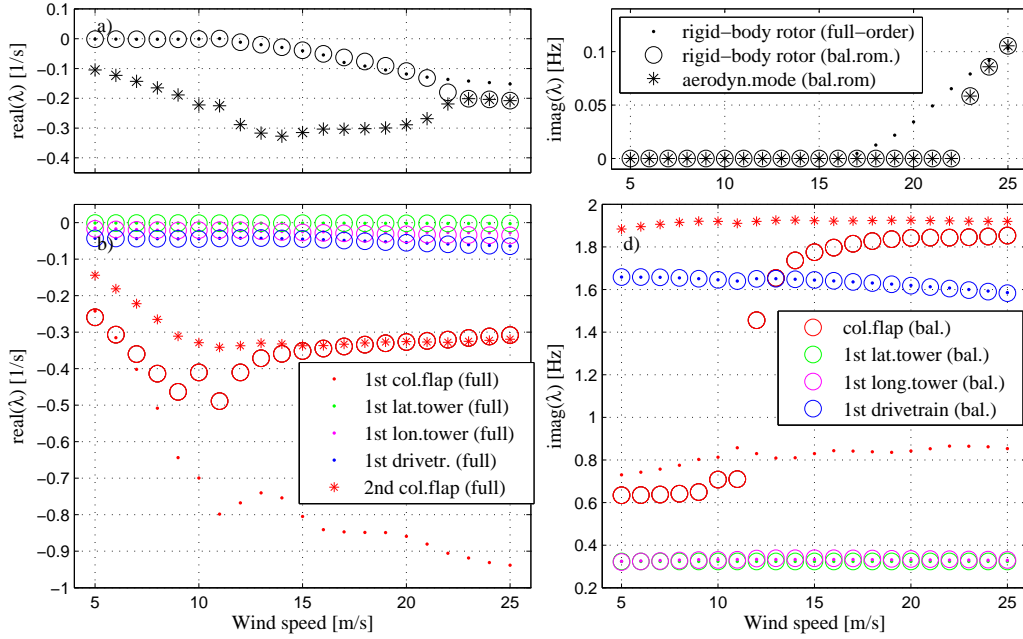 a)
real(λ) [1/s]
0
−0.1
−0.2
−0.3
−0.4
5 10 15 20 25
imag(λ) [Hz]
0.1
0.05
0
5 10 15 20 25
rigid−body rotor (full−order)
rigid−body rotor (bal.rom.)
aerodyn.mode (bal.rom)
b)
real(λ) [1/s]
0
−0.1
−0.2
−0.3
−0.4
−0.5
−0.6
−0.7
−0.8
−0.9
−1
5 10 15 20 25
Wind speed [m/s]
1st col.flap (full)
1st lat.tower (full)
1st lon.tower (full)
1st drivetr. (full)
2nd col.flap (full)
d)
imag(λ) [Hz]
2
1.8
1.6
1.4
1.2
1
0.8
0.6
0.4
0.2
5 10 15 20 25
Wind speed [m/s]
col.flap (bal.)
1st lat.tower (bal.)
1st long.tower (bal.)
1st drivetrain (bal.)